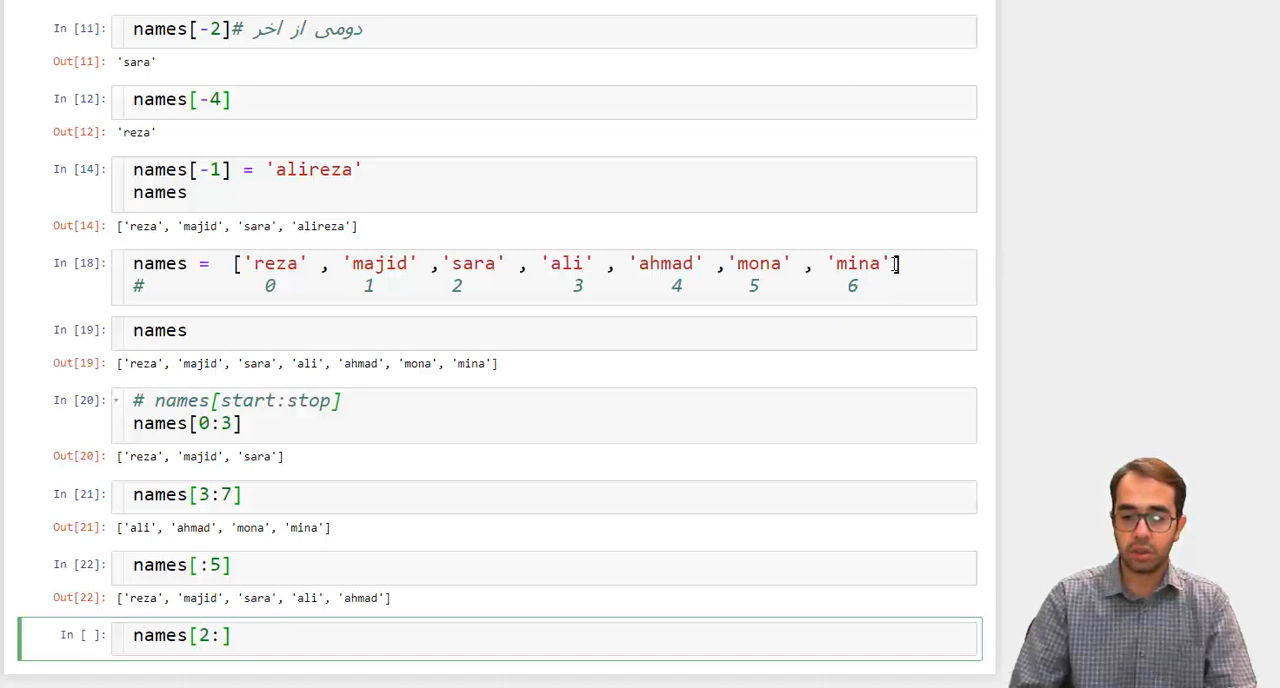 In [11]: names[-2]# دومی از اخر
Out[11]: 'sara'
In [12]: names[-4]
Out[12]: 'reza'
In [14]: names[-1] = 'alireza'
names
Out[14]: ['reza', 'majid', 'sara', 'alireza']
In [18]: names = ['reza' , 'majid' ,'sara' , 'ali' , 'ahmad' ,'mona' , 'mina']
# 0 1 2 3 4 5 6
In [19]: names
Out[19]: ['reza', 'majid', 'sara', 'ali', 'ahmad', 'mona', 'mina']
In [20]: # names[start:stop]
names[0:3]
Out[20]: ['reza', 'majid', 'sara']
In [21]: names[3:7]
Out[21]: ['ali', 'ahmad', 'mona', 'mina']
In [22]: names[:5]
Out[22]: ['reza', 'majid', 'sara', 'ali', 'ahmad']
In [ ]: names[2:]